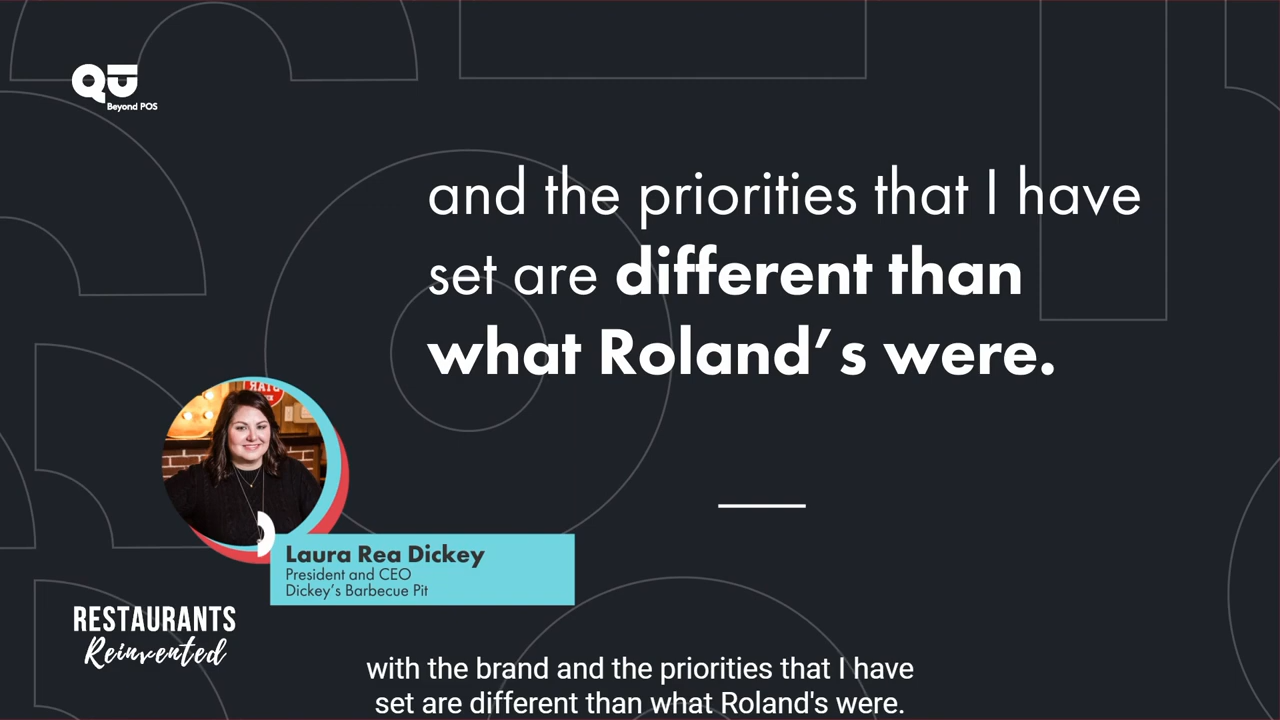 QU
Beyond POS
and the priorities that I have
set are different than
what Roland’s were.
Laura Rea Dickey
President and CEO
Dickey’s Barbecue Pit
RESTAURANTS
Reinvented
with the brand and the priorities that I have
set are different than what Roland's were.